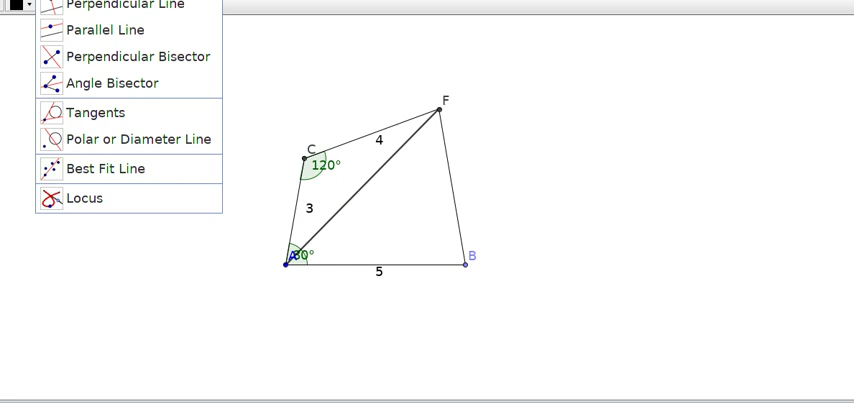 Perpendicular Line
Parallel Line
Perpendicular Bisector
Angle Bisector
Tangents
Polar or Diameter Line
Best Fit Line
Locus
F
C
4
120°
3
A
80°
B
5